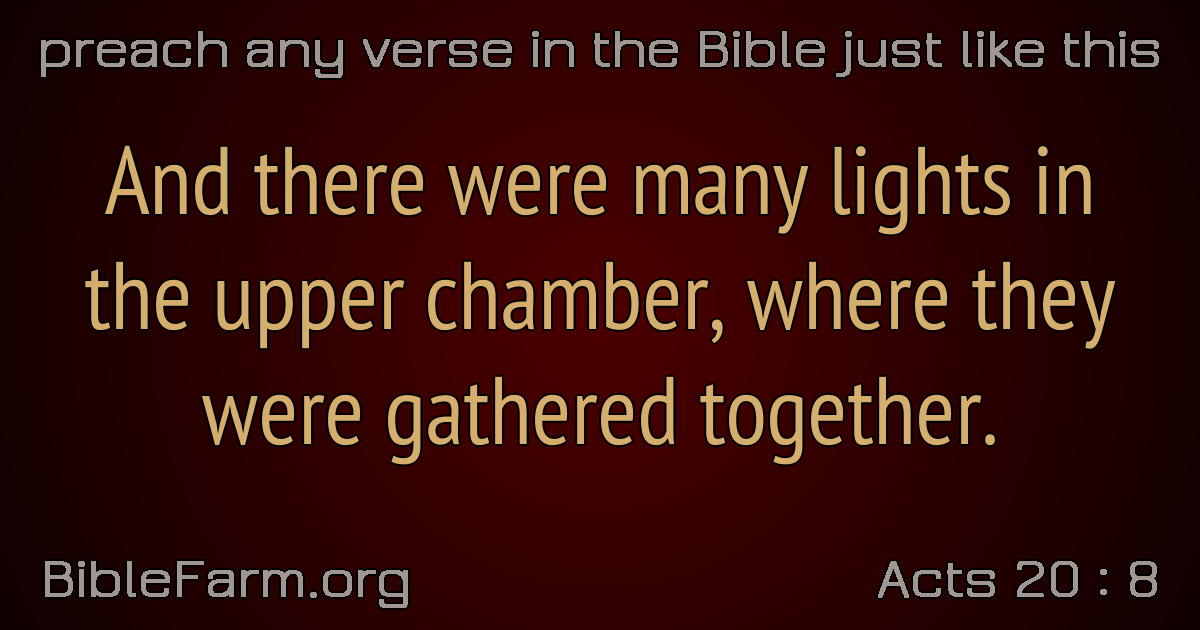 preach any verse in the Bible just like this
And there were many lights in
the upper chamber, where they
were gathered together.
BibleFarm.org
Acts 20 : 8